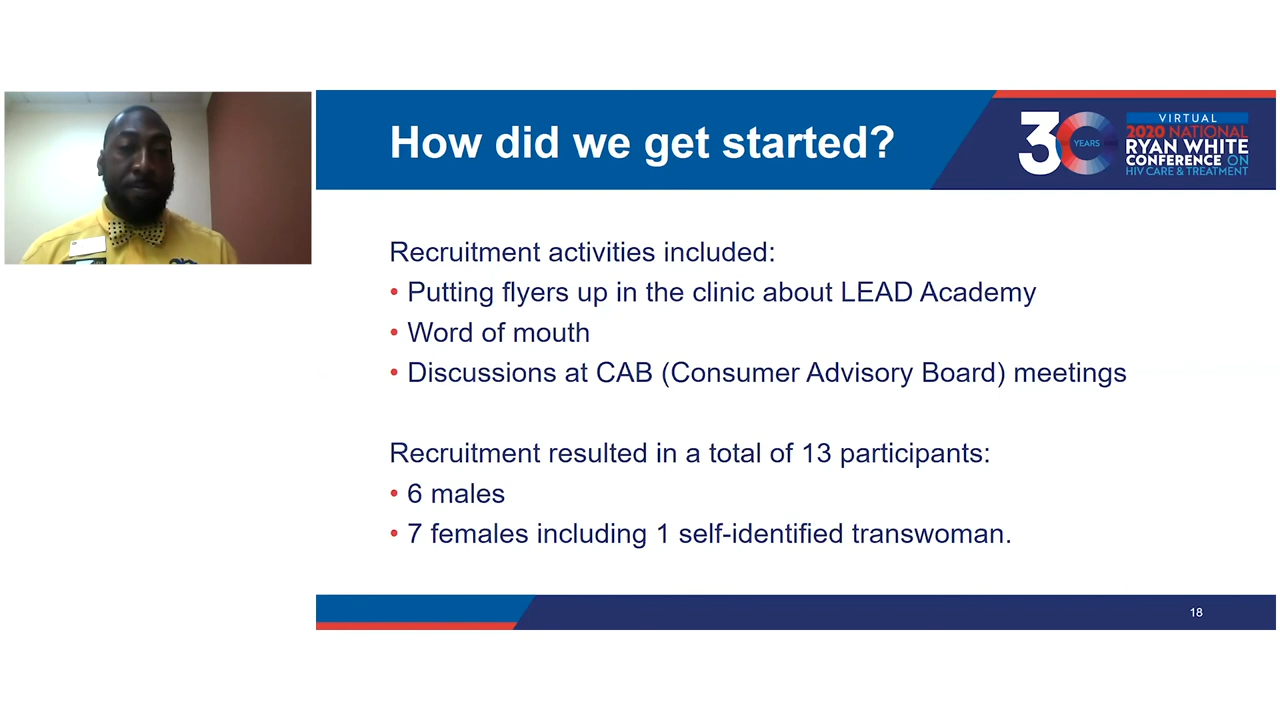 How did we get started?
30
YEARS
VIRTUAL
2020 NATIONAL
RYAN WHITE
CONFERENCE ON
HIV CARE & TREATMENT
Recruitment activities included:
• Putting flyers up in the clinic about LEAD Academy
• Word of mouth
• Discussions at CAB (Consumer Advisory Board) meetings
Recruitment resulted in a total of 13 participants:
• 6 males
• 7 females including 1 self-identified transwoman.
18